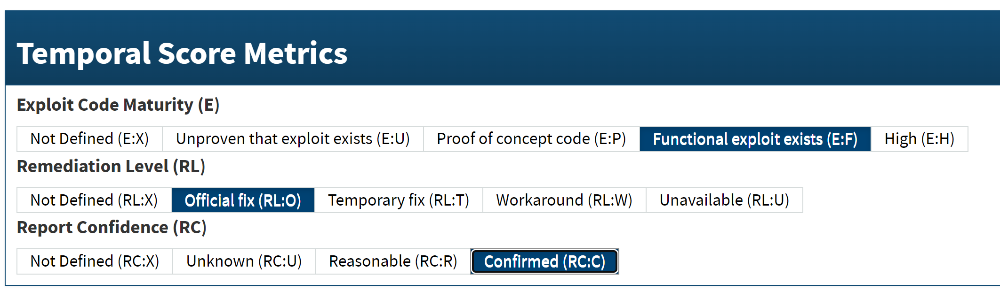 Temporal Score Metrics
Exploit Code Maturity (E)
Not Defined (E:X) Unproven that exploit exists (E:U) Proof of concept code (E:P) Functional exploit exists (E:F) High (E:H)
Remediation Level (RL)
Not Defined (RL:X) Official fix (RL:O) Temporary fix (RL:T) Workaround (RL:W) Unavailable (RL:U)
Report Confidence (RC)
Not Defined (RC:X) Unknown (RC:U) Reasonable (RC:R) Confirmed (RC:C)